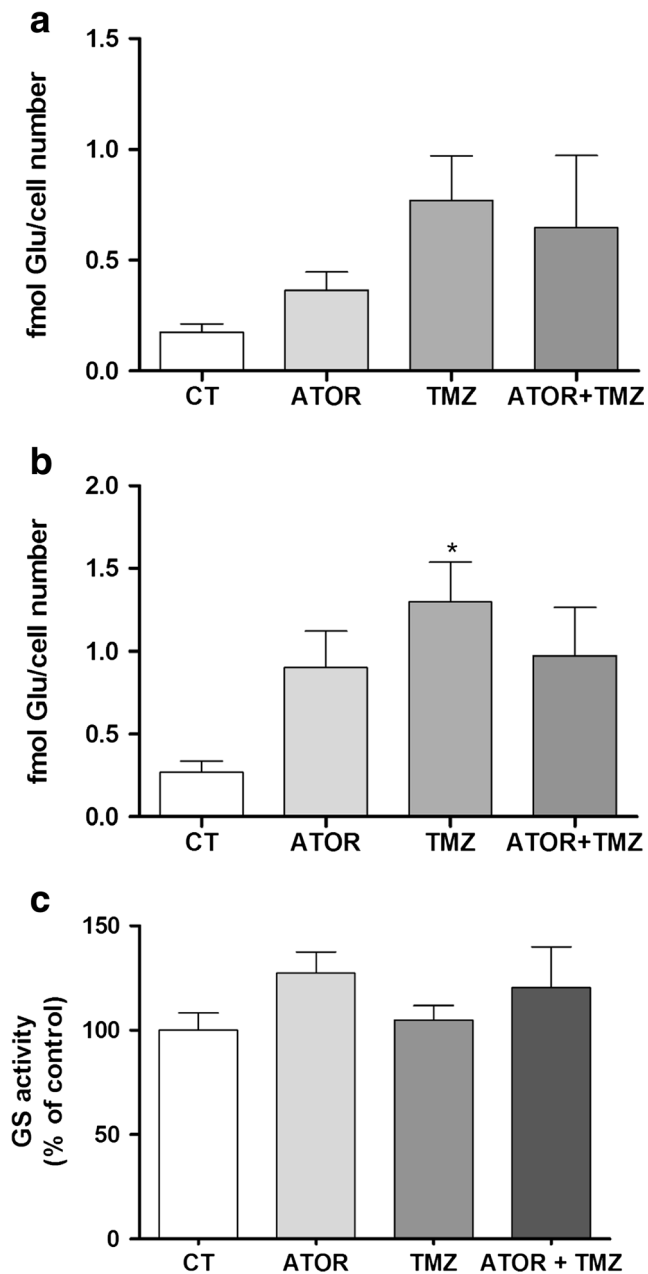 a
fmol Glu/cell number
1.5
1.0
0.5
0.0
CT ATOR TMZ ATOR+TMZ
b
fmol Glu/cell number
2.0
1.5
1.0
0.5
0.0
*
CT ATOR TMZ ATOR+TMZ
c
GS activity
(% of control)
150
100
50
0
CT ATOR TMZ ATOR + TMZ